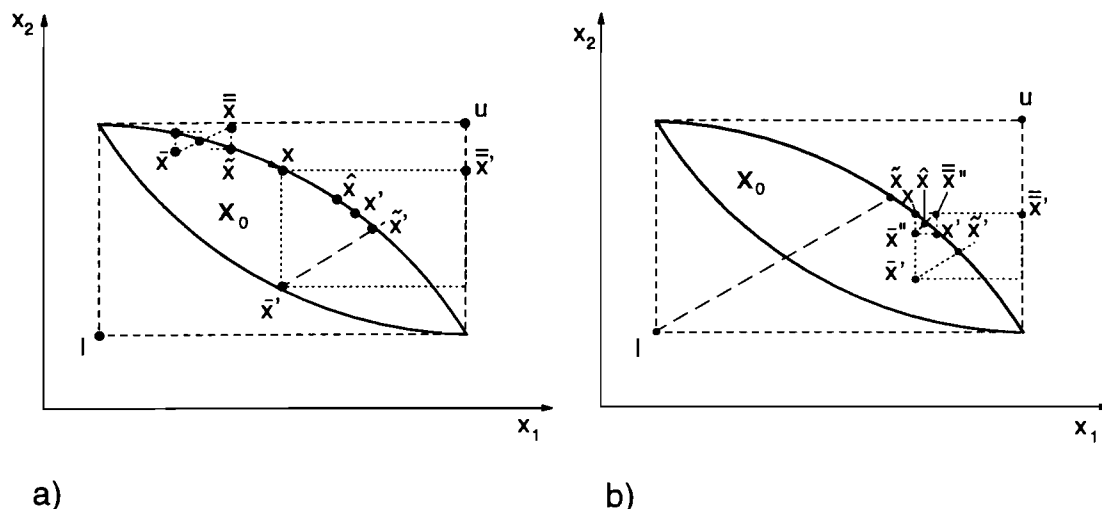 x₂
u
x̿
x̄
x̃
x
x̿'
x̂
x'
X₀
x̃'
x̄'
l
x₁
a)
x₂
u
X₀
x̃
x̂
x̿"
x
x̿'
x̄"
x'
x̃'
x̄'
l
x₁
b)